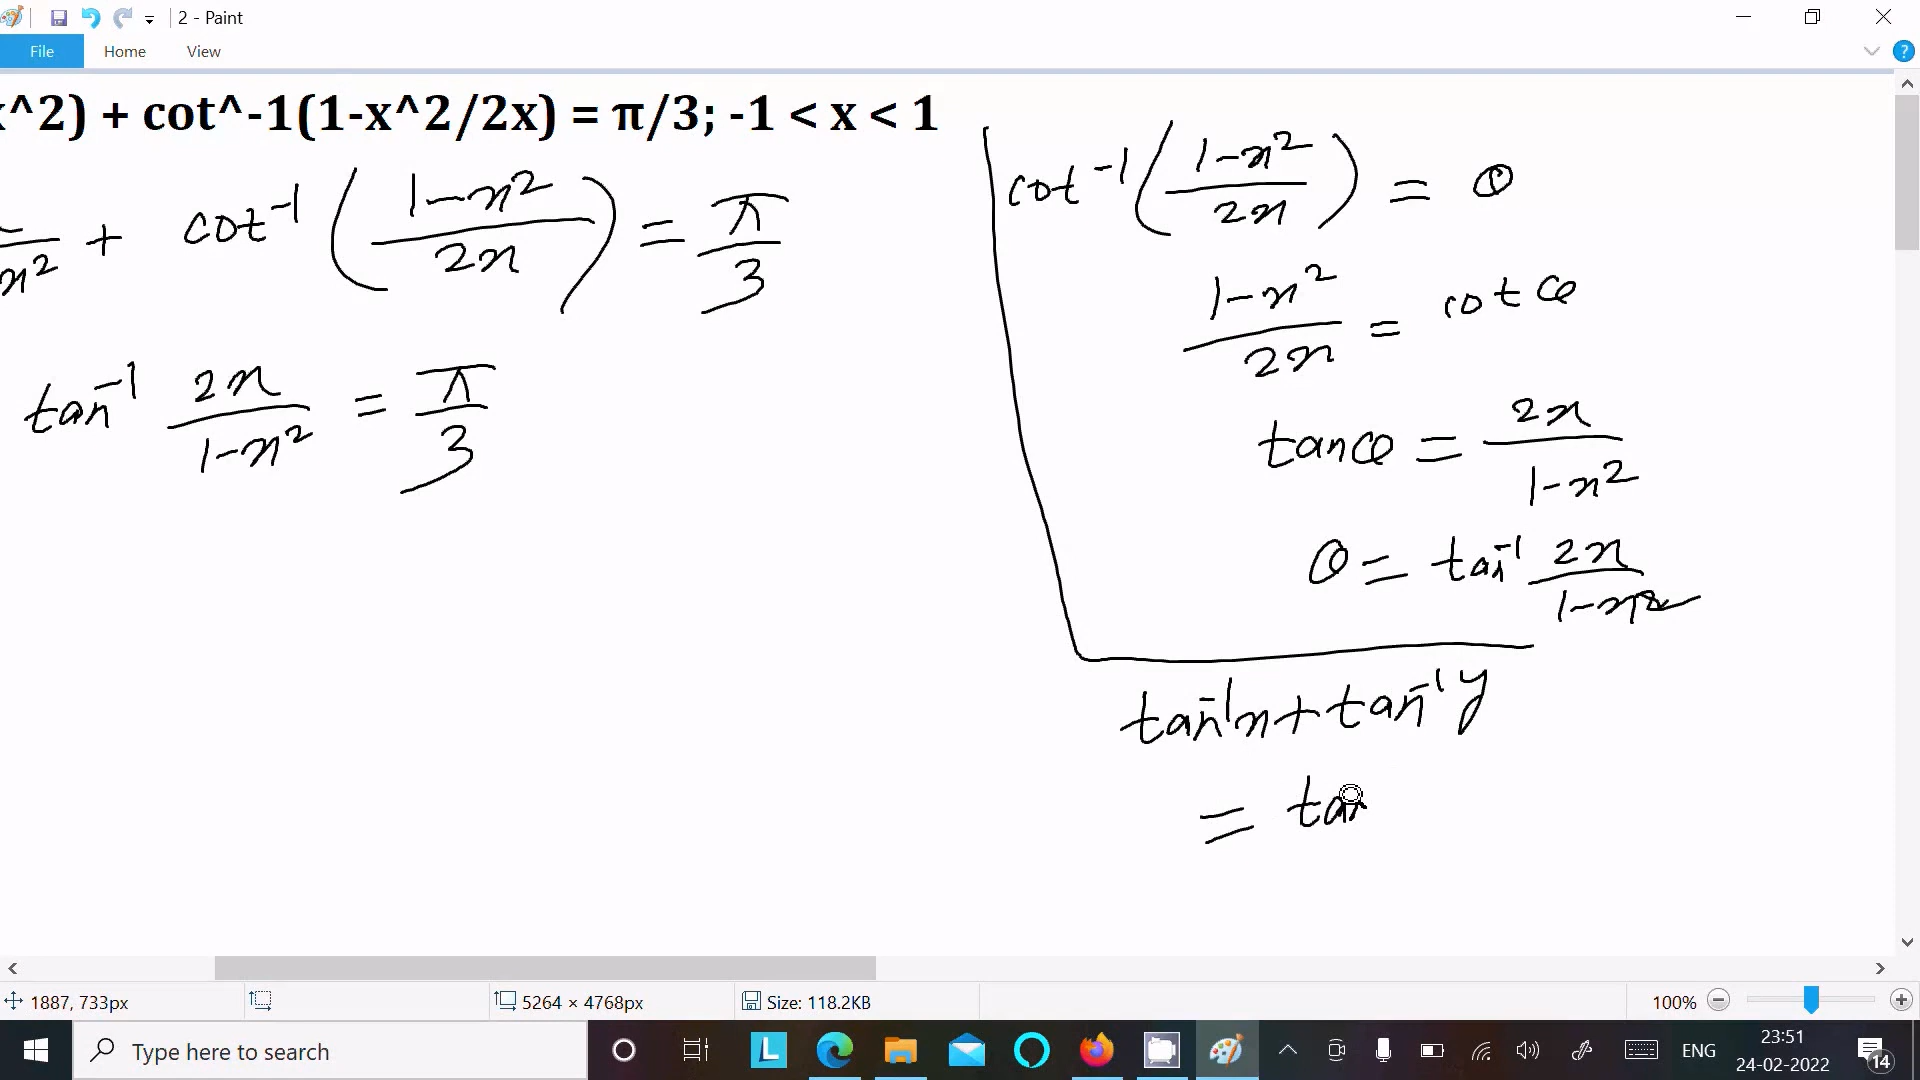 2 - Paint
File Home View
x^2) + cot^-1(1-x^2/2x) = π/3; -1 < x < 1
x² + cot⁻¹ ( 1-x² / 2x ) = π/3
tan⁻¹ 2x / 1-x² = π/3
cot⁻¹ ( 1-x² / 2x ) = θ
1-x² / 2x = cot θ
tan θ = 2x / 1-x²
θ = tan⁻¹ 2x / 1-x²
tan⁻¹x + tan⁻¹y
= tan
1887, 733px 5264 × 4768px Size: 118.2KB 100%
Type here to search L ENG 23:51
24-02-2022 14